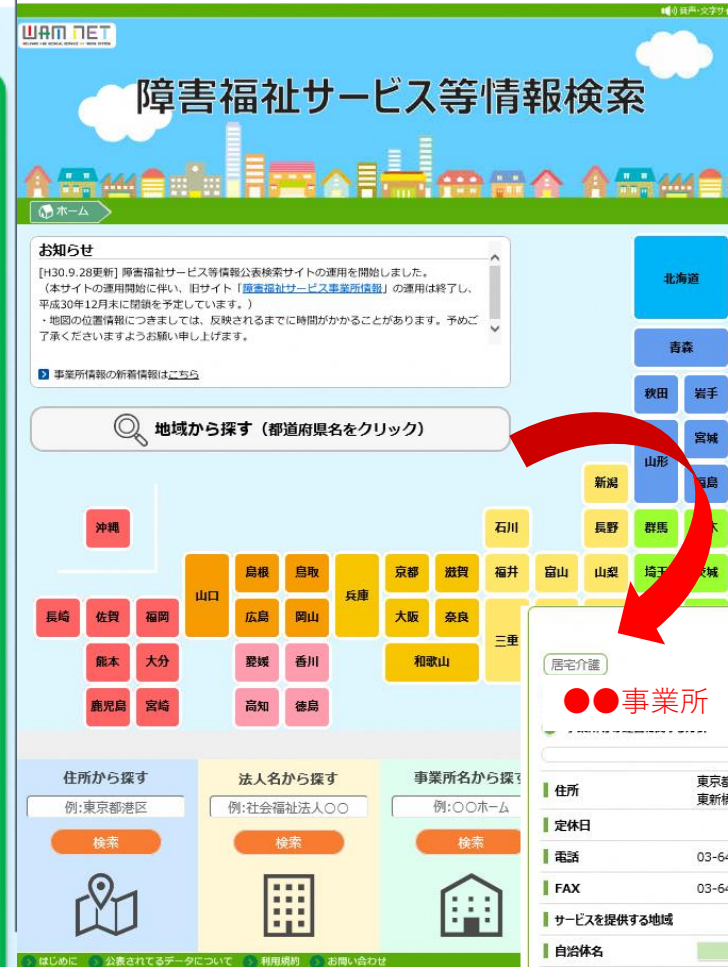 音声・文字サイ
WAM NET
障害福祉サービス等情報検索
ホーム
お知らせ
[H30.9.28更新] 障害福祉サービス等情報公表検索サイトの運用を開始しました。
（本サイトの運用開始に伴い、旧サイト「障害福祉サービス事業所情報」の運用は終了し、
平成30年12月末に閉鎖を予定しています。）
・地図の位置情報につきましては、反映されるまでに時間がかかることがあります。予めご
了承くださいますようお願い申し上げます。
事業所情報の新着情報はこちら
地域から探す（都道府県名をクリック）
北海道
青森
秋田 岩手
宮城
山形
新潟
沖縄 石川 長野 群馬
島根 鳥取 京都 滋賀 福井 富山 山梨 埼玉
山口 兵庫
長崎 佐賀 福岡 広島 岡山 大阪 奈良
三重
熊本 大分 愛媛 香川 和歌山
鹿児島 宮崎 高知 徳島
居宅介護
●●事業所
住所から探す 法人名から探す 事業所名から探す
例:東京都港区 例:社会福祉法人○○ 例:○○ホーム
検索 検索 検索
住所 東京都
東新橋
定休日
電話 03-64
FAX 03-64
サービスを提供する地域
自治体名
はじめに 公表されてるデータについて 利用規約 お問い合わせ